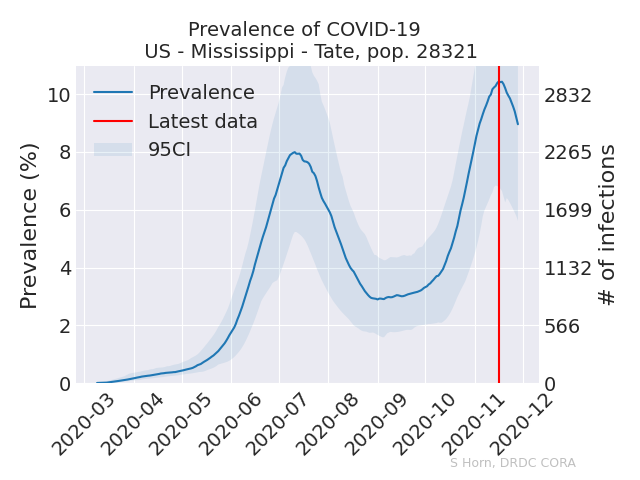 Prevalence of COVID-19
US - Mississippi - Tate, pop. 28321
Prevalence
Latest data
95CI
Prevalence (%)
10
8
6
4
2
0
2832
2265
1699
1132
566
0
# of infections
2020-03
2020-04
2020-05
2020-06
2020-07
2020-08
2020-09
2020-10
2020-11
2020-12
S Horn, DRDC CORA